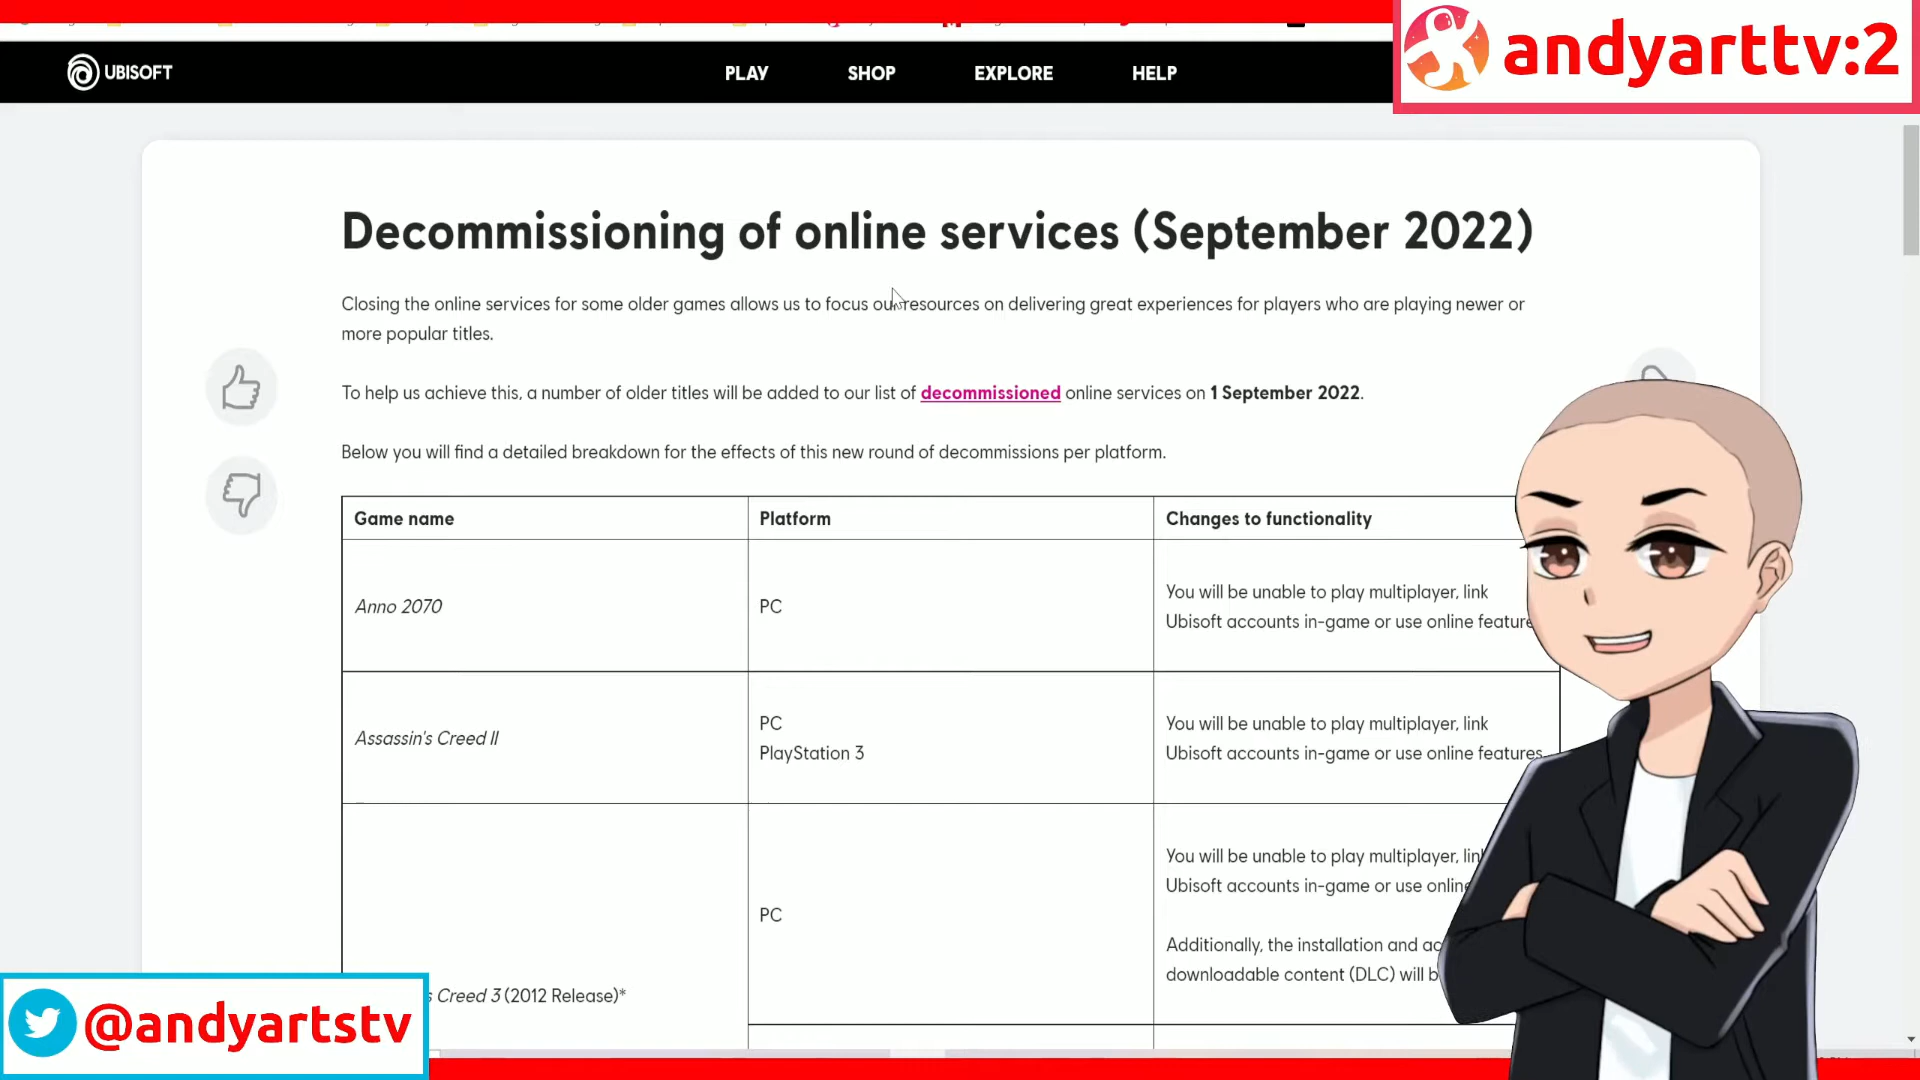 UBISOFT
PLAY
SHOP
EXPLORE
HELP
andyarttv:2
Decommissioning of online services (September 2022)
Closing the online services for some older games allows us to focus our resources on delivering great experiences for players who are playing newer or
more popular titles.
To help us achieve this, a number of older titles will be added to our list of decommissioned online services on 1 September 2022.
Below you will find a detailed breakdown for the effects of this new round of decommissions per platform.
Game name
Platform
Changes to functionality
Anno 2070
PC
You will be unable to play multiplayer, link
Ubisoft accounts in-game or use online
Assassin's Creed II
PC
PlayStation 3
You will be unable to play multiplayer, link
Ubisoft accounts in-game or use online features.
Creed 3 (2012 Release)*
PC
You will be unable to play multiplayer,
Ubisoft accounts in-game or use
Additionally, the installation and
downloadable content (DLC) will
@andyartstv